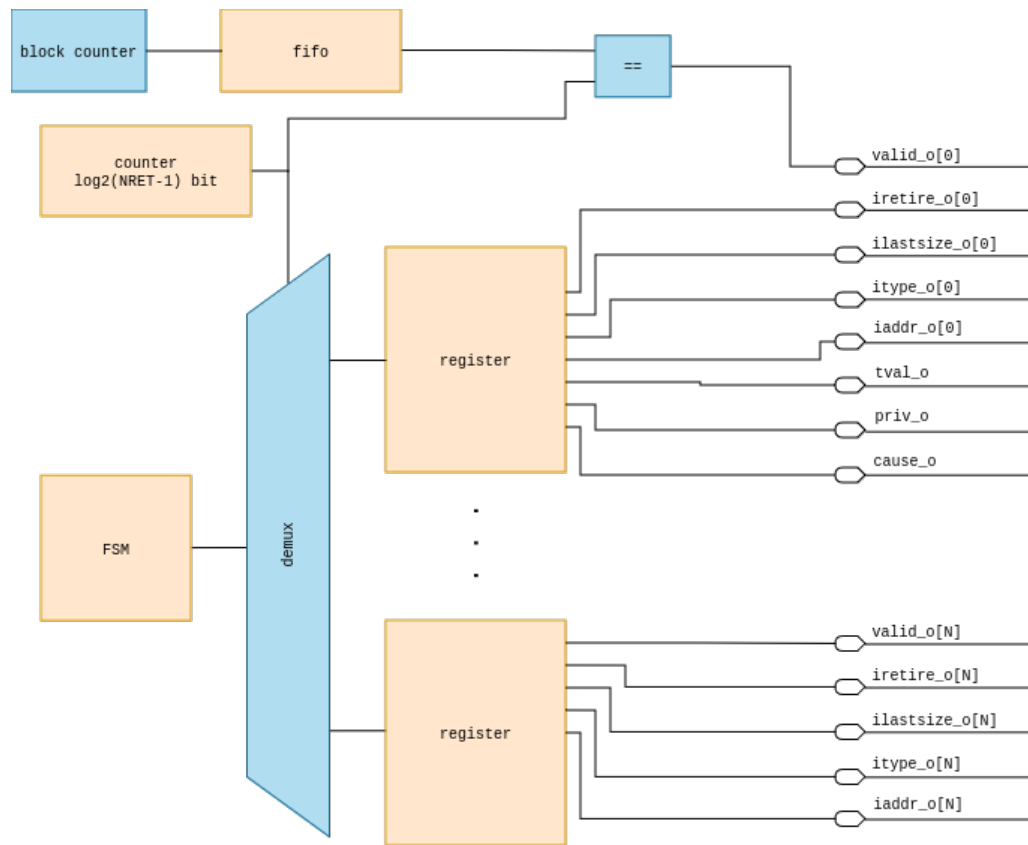 block counter
fifo
==
counter
log2(NRET-1) bit
valid_o[0]
iretire_o[0]
ilastsize_o[0]
itype_o[0]
iaddr_o[0]
register
tval_o
priv_o
cause_o
demux
FSM
valid_o[N]
iretire_o[N]
ilastsize_o[N]
register
itype_o[N]
iaddr_o[N]